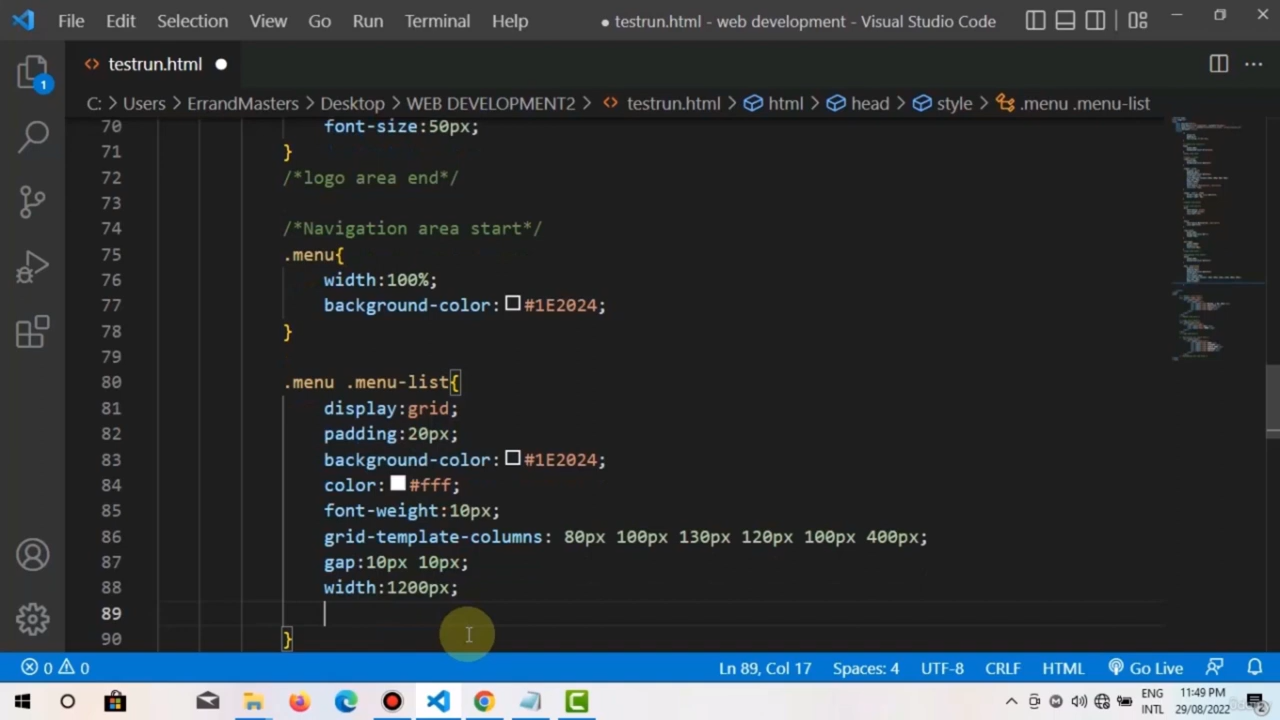 File Edit Selection View Go Run Terminal Help ● testrun.html - web development - Visual Studio Code
<> testrun.html ●
C: > Users > ErrandMasters > Desktop > WEB DEVELOPMENT2 > <> testrun.html > html > head > style > .menu .menu-list
1
70 font-size:50px;
71 }
72 /*logo area end*/
73
74 /*Navigation area start*/
75 .menu{
76 width:100%;
77 background-color:#1E2024;
78 }
79
80 .menu .menu-list{
81 display:grid;
82 padding:20px;
83 background-color:#1E2024;
84 color:#fff;
85 font-weight:10px;
86 grid-template-columns: 80px 100px 130px 120px 100px 400px;
87 gap:10px 10px;
88 width:1200px;
89
90 }
0 0 Ln 89, Col 17 Spaces: 4 UTF-8 CRLF HTML Go Live
ENG 11:49 PM
INTL 29/08/2022 2